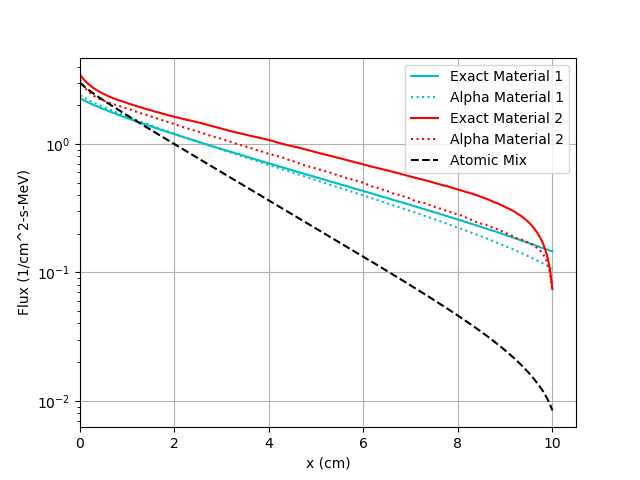 Exact Material 1
Alpha Material 1
Exact Material 2
Alpha Material 2
Atomic Mix
10^0
10^−1
10^−2
Flux (1/cm^2-s-MeV)
0 2 4 6 8 10
x (cm)